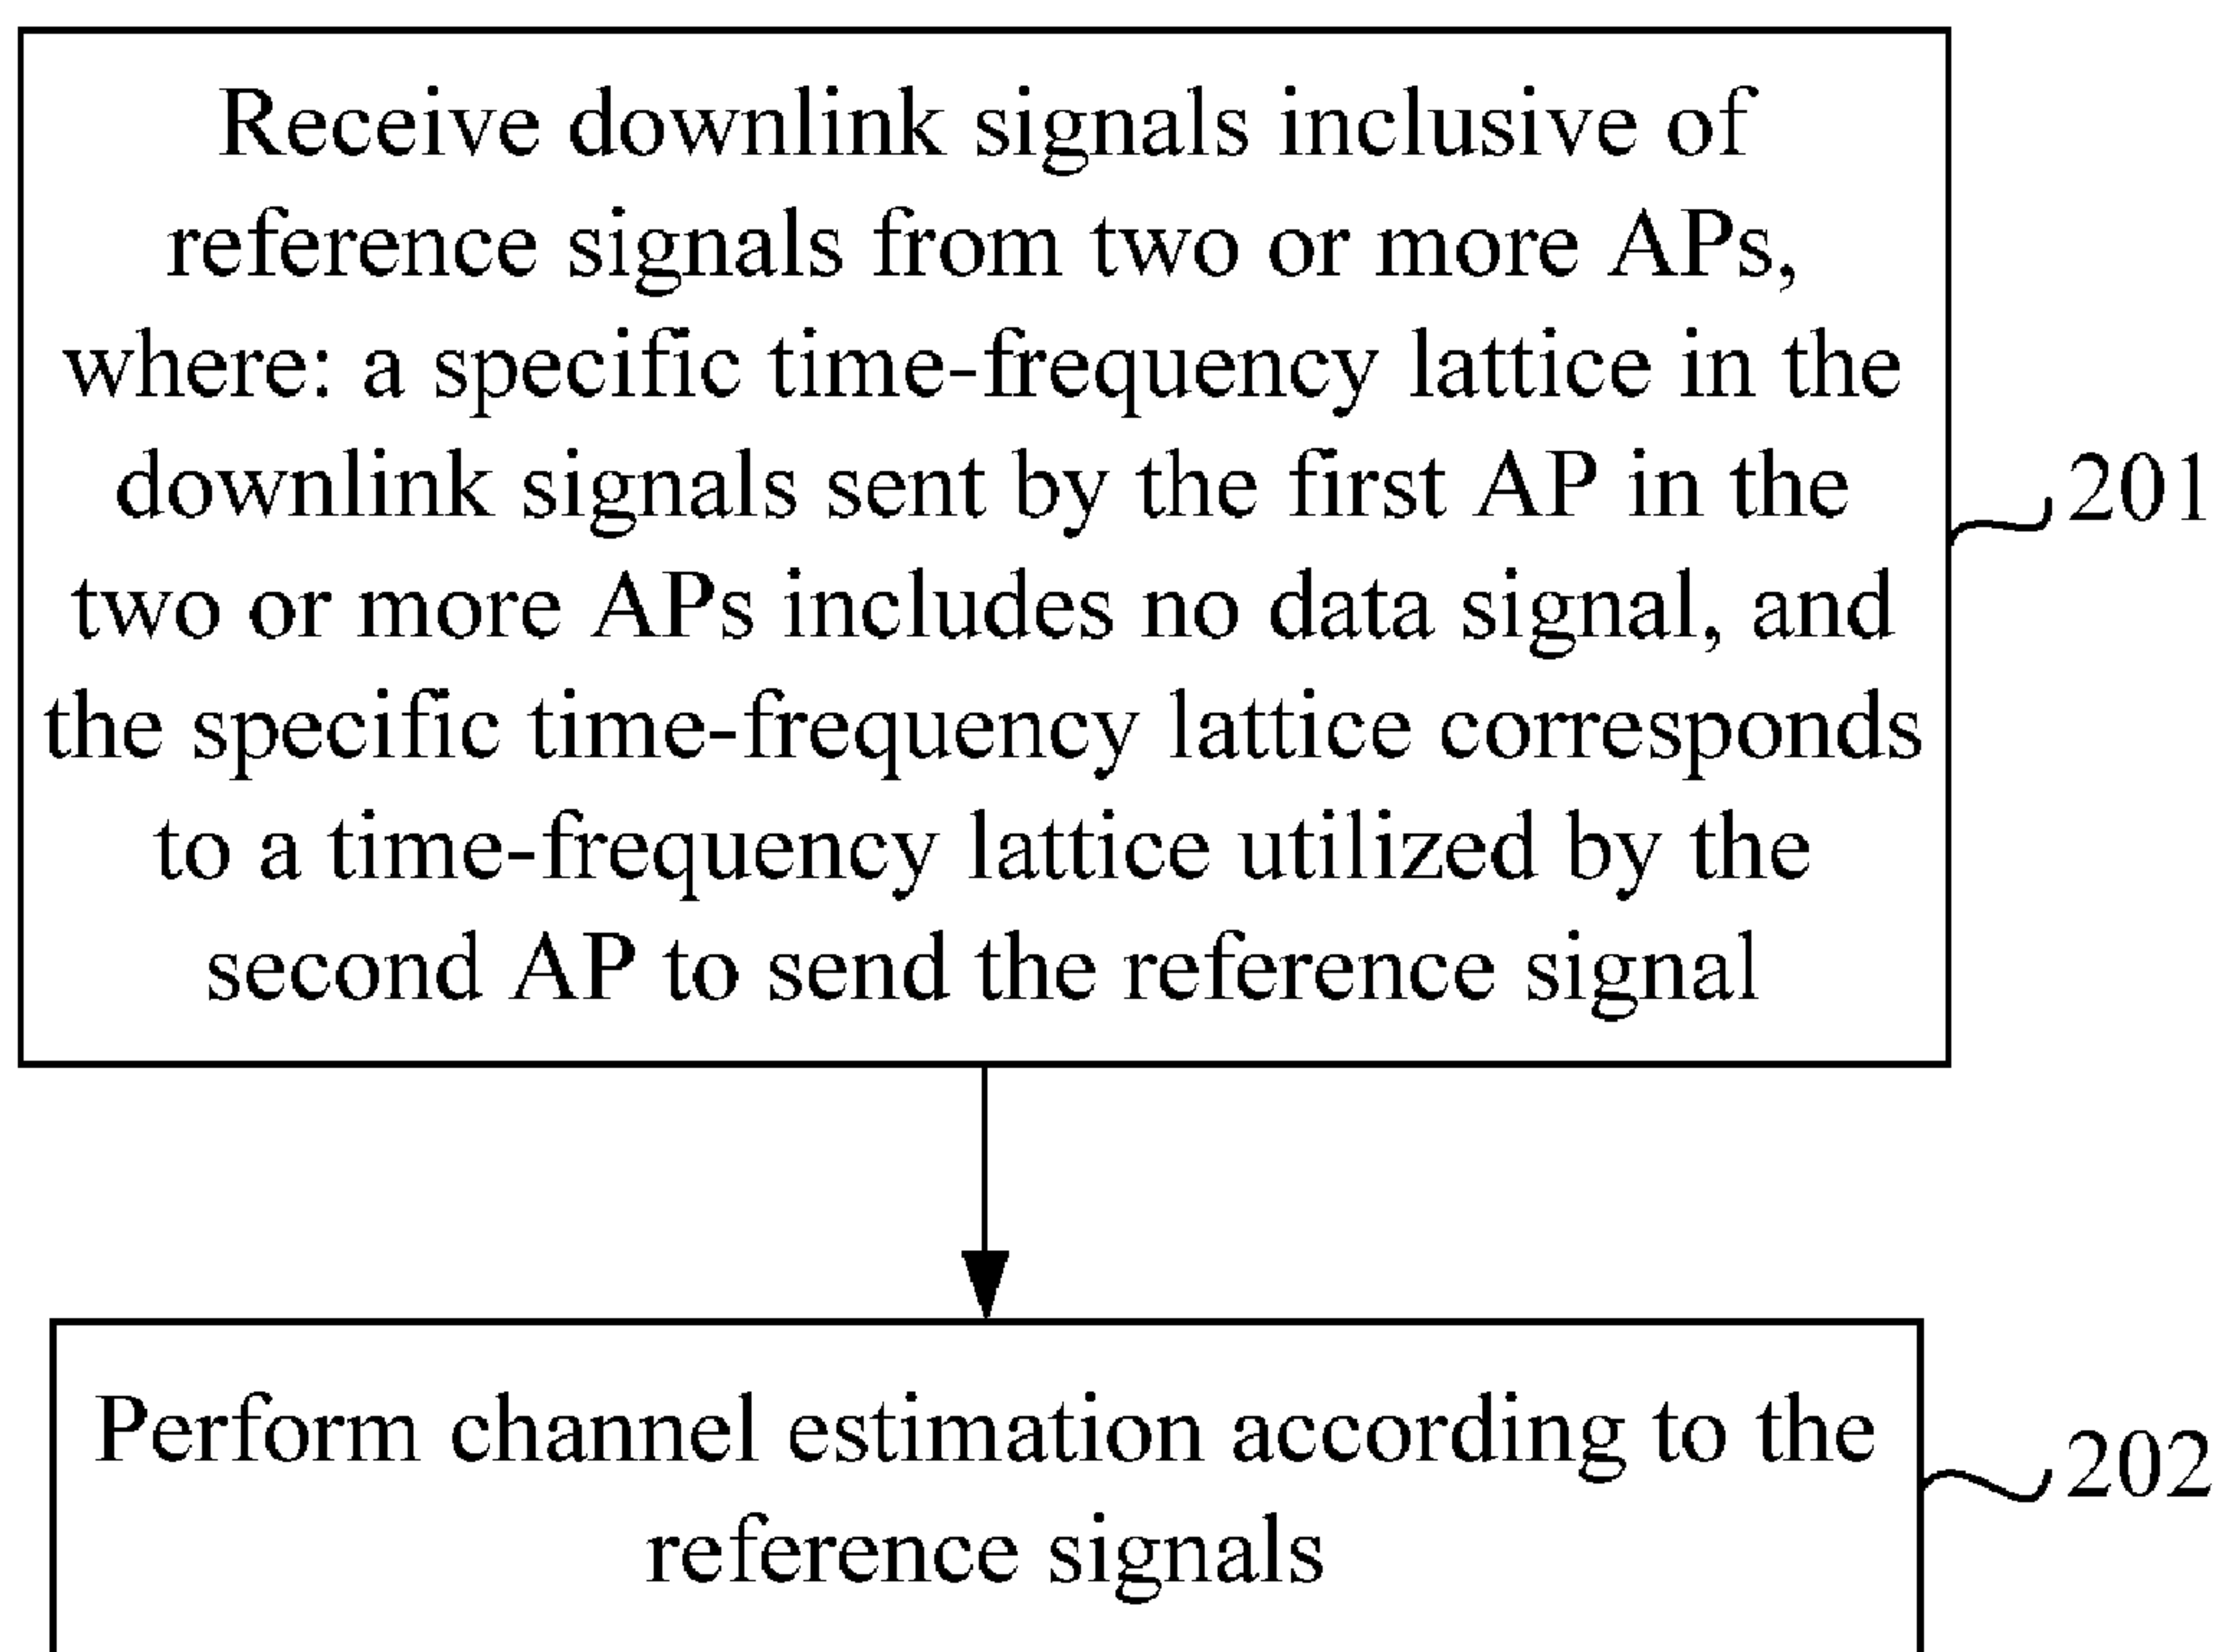 Receive downlink signals inclusive of
reference signals from two or more APs,
where: a specific time-frequency lattice in the
downlink signals sent by the first AP in the
two or more APs includes no data signal, and
the specific time-frequency lattice corresponds
to a time-frequency lattice utilized by the
second AP to send the reference signal
201
Perform channel estimation according to the
reference signals
202